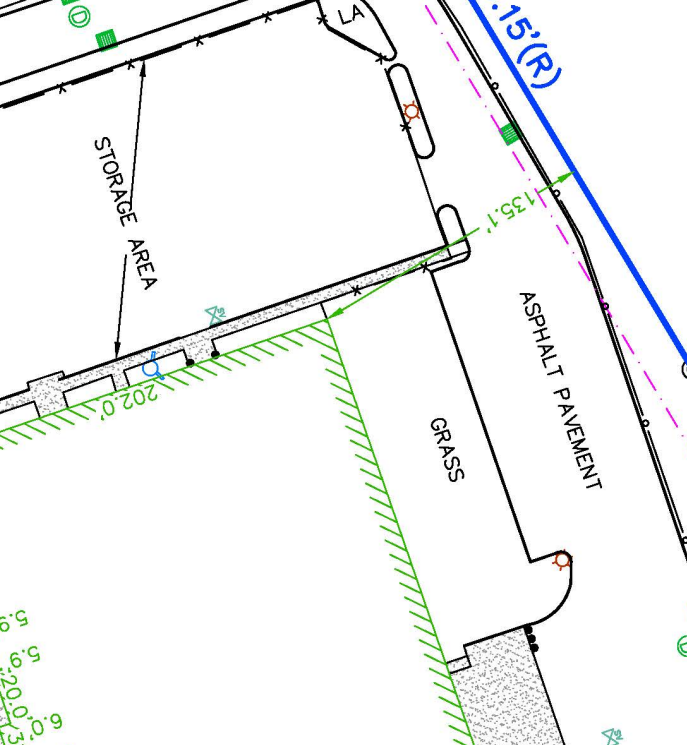 LA
.15'(R)
D
STORAGE AREA
135.1'
ASPHALT PAVEMENT
GRASS
202.0'
5.9
5.9'
20.0'
6.0'
D